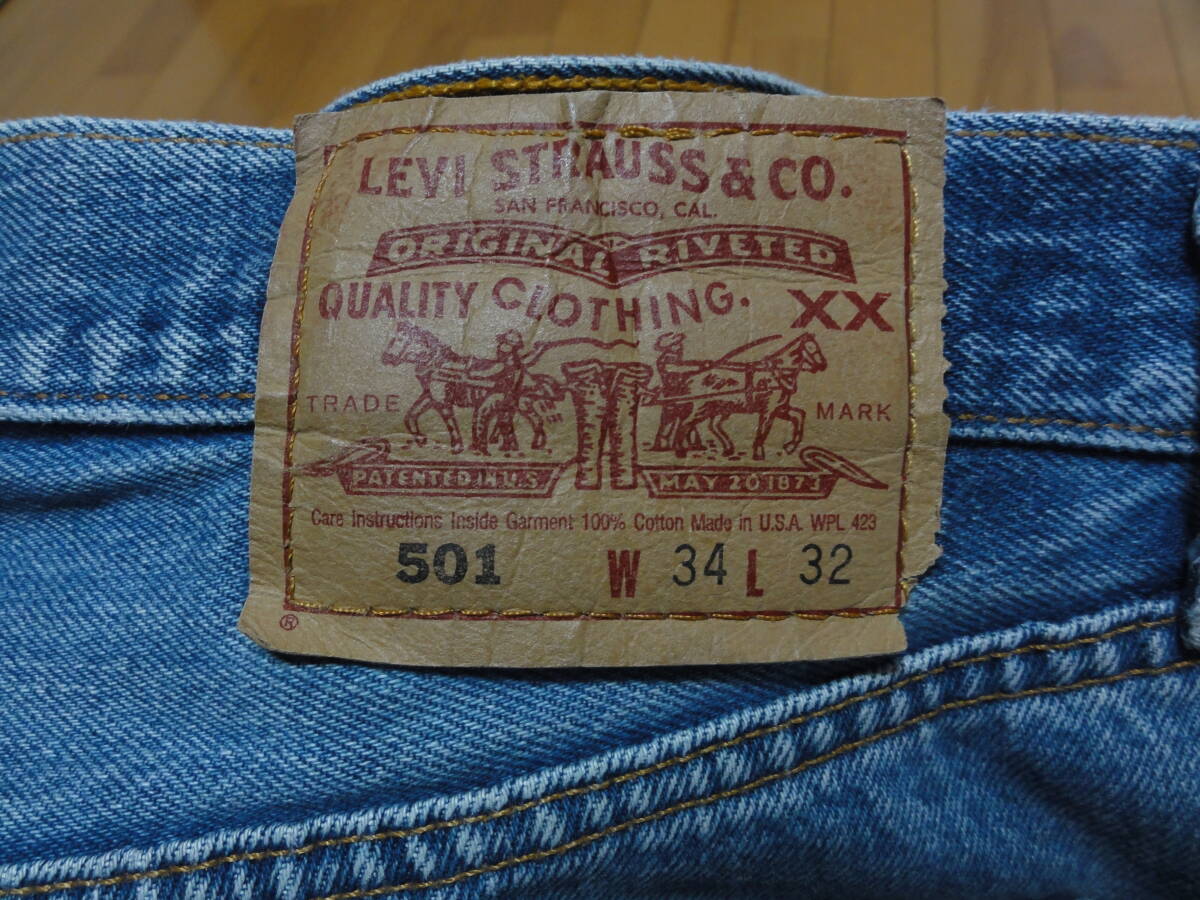 LEVI STRAUSS & CO.
SAN FRANCISCO, CAL.
ORIGINAL RIVETED
QUALITY CLOTHING. XX
TRADE MARK
PATENTED IN U.S. MAY 20 1873
Care Instructions Inside Garment 100% Cotton Made in U.S.A. WPL 423
501 W 34 L 32
®